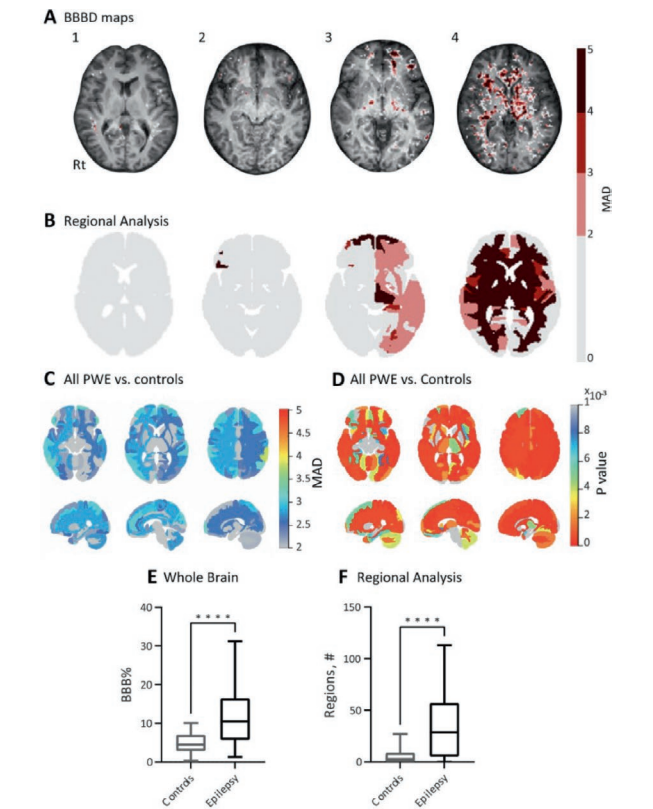 A BBBD maps
1 2 3 4
Rt
5
4
3
2
0
MAD
B Regional Analysis
C All PWE vs. controls
5
4.5
4
3.5
3
2.5
2
MAD
D All PWE vs. Controls
x10³
1
8
6
4
2
0
P value
E Whole Brain
40
30
20
10
0
BBB%
****
Controls
Epilepsy
F Regional Analysis
150
100
50
0
Regions, #
****
Controls
Epilepsy